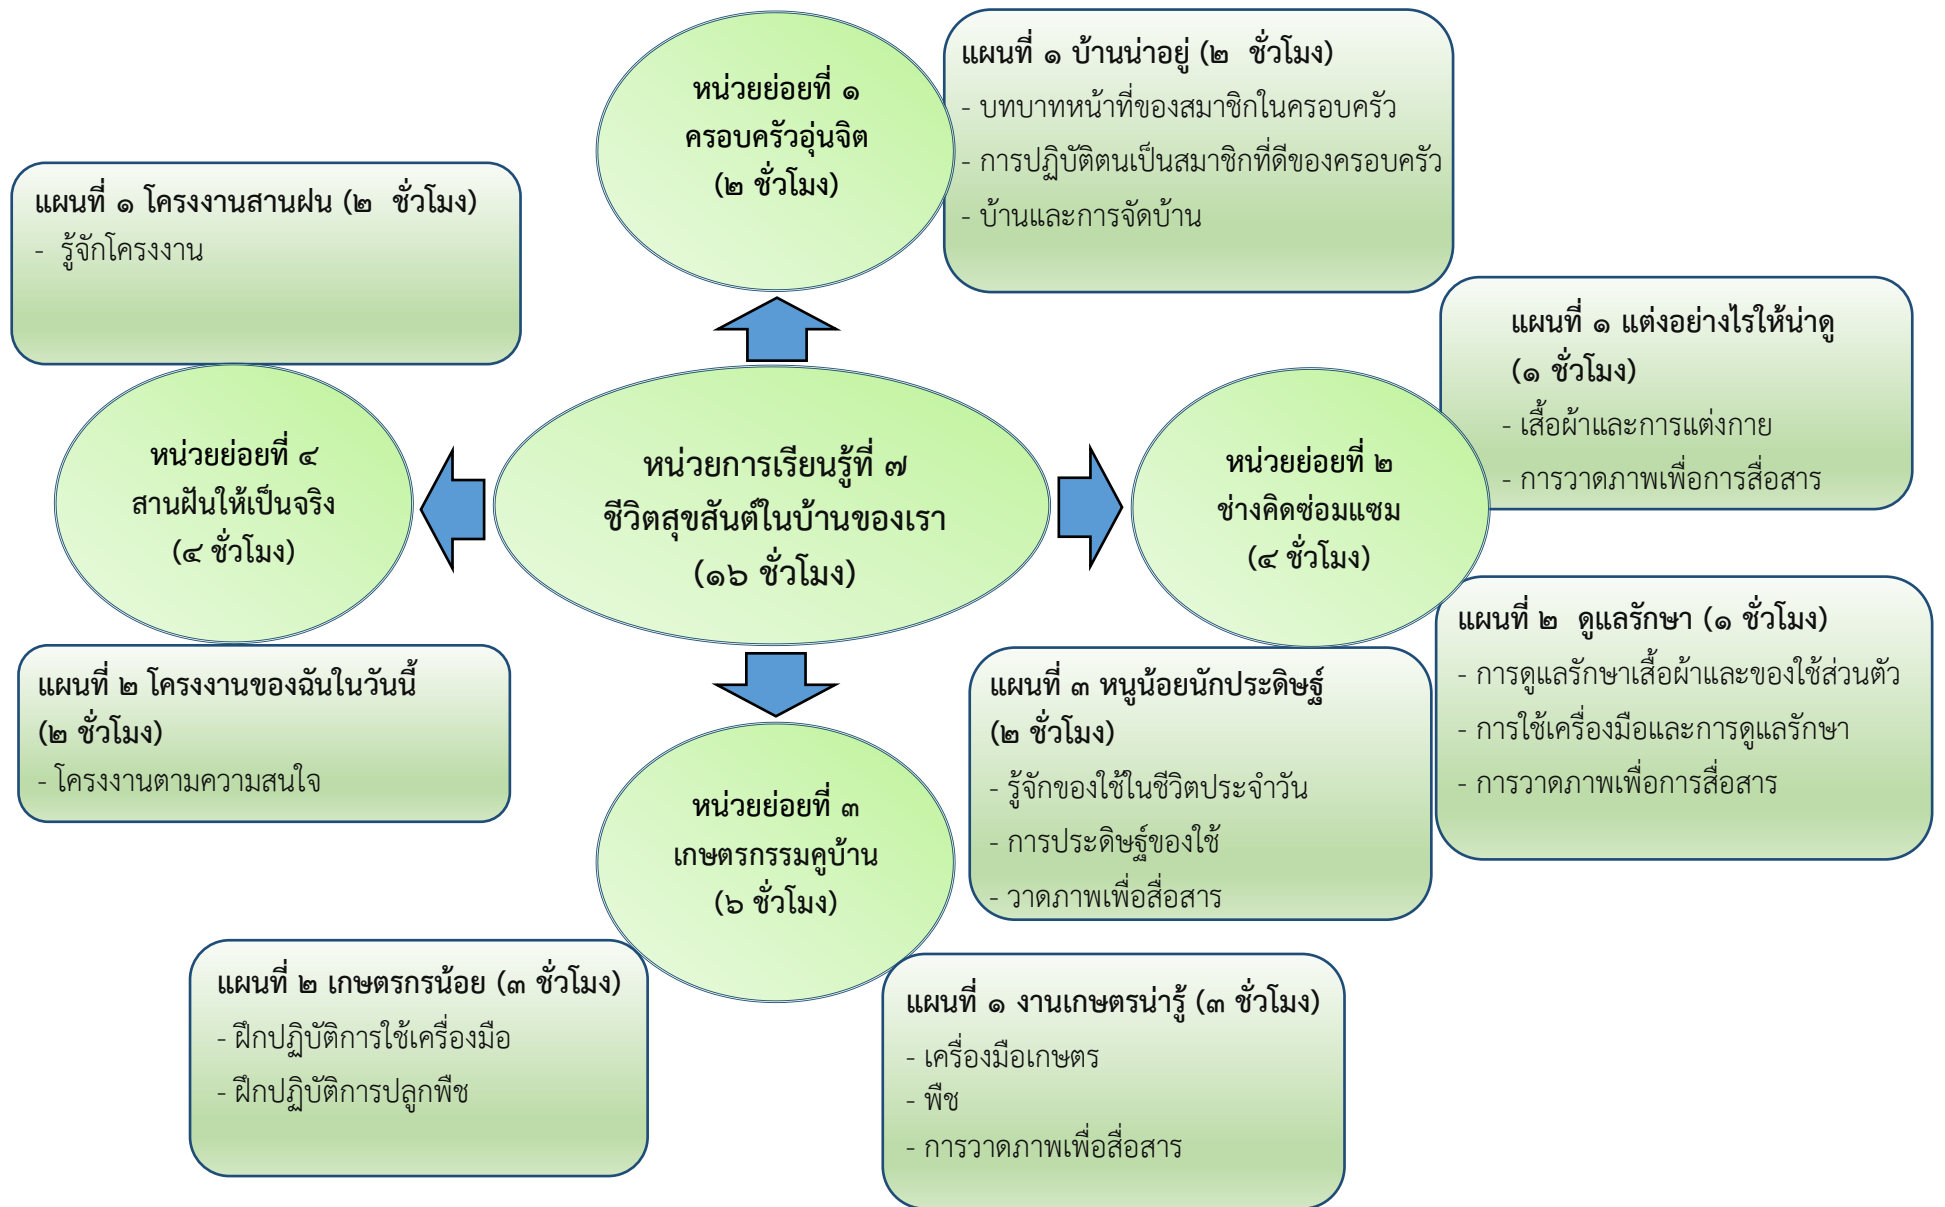 หน่วยย่อยที่ ๑
ครอบครัวอุ่นจิต
(๒ ชั่วโมง)
แผนที่ ๑ บ้านน่าอยู่ (๒ ชั่วโมง)
- บทบาทหน้าที่ของสมาชิกในครอบครัว
- การปฏิบัติตนเป็นสมาชิกที่ดีของครอบครัว
- บ้านและการจัดบ้าน
แผนที่ ๑ โครงงานสานฝน (๒ ชั่วโมง)
- รู้จักโครงงาน
แผนที่ ๑ แต่งอย่างไรให้น่าดู
(๑ ชั่วโมง)
- เสื้อผ้าและการแต่งกาย
- การวาดภาพเพื่อการสื่อสาร
หน่วยย่อยที่ ๔
สานฝันให้เป็นจริง
(๔ ชั่วโมง)
หน่วยการเรียนรู้ที่ ๗
ชีวิตสุขสันต์ในบ้านของเรา
(๑๖ ชั่วโมง)
หน่วยย่อยที่ ๒
ช่างคิดซ่อมแซม
(๔ ชั่วโมง)
แผนที่ ๒ ดูแลรักษา (๑ ชั่วโมง)
- การดูแลรักษาเสื้อผ้าและของใช้ส่วนตัว
- การใช้เครื่องมือและการดูแลรักษา
- การวาดภาพเพื่อการสื่อสาร
แผนที่ ๒ โครงงานของฉันในวันนี้
(๒ ชั่วโมง)
- โครงงานตามความสนใจ
แผนที่ ๓ หนูน้อยนักประดิษฐ์
(๒ ชั่วโมง)
- รู้จักของใช้ในชีวิตประจำวัน
- การประดิษฐ์ของใช้
- วาดภาพเพื่อสื่อสาร
หน่วยย่อยที่ ๓
เกษตรกรรมคูบ้าน
(๖ ชั่วโมง)
แผนที่ ๒ เกษตรกรน้อย (๓ ชั่วโมง)
- ฝึกปฏิบัติการใช้เครื่องมือ
- ฝึกปฏิบัติการปลูกพืช
แผนที่ ๑ งานเกษตรน่ารู้ (๓ ชั่วโมง)
- เครื่องมือเกษตร
- พืช
- การวาดภาพเพื่อสื่อสาร